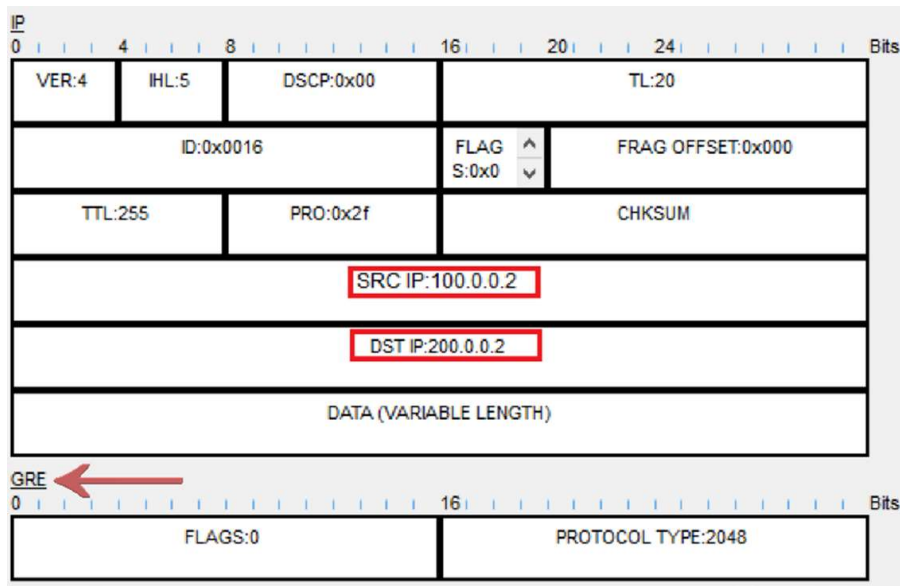 IP
0 4 8 16 20 24 Bits
VER:4 IHL:5 DSCP:0x00 TL:20
ID:0x0016 FLAG S:0x0 FRAG OFFSET:0x000
TTL:255 PRO:0x2f CHKSUM
SRC IP:100.0.0.2
DST IP:200.0.0.2
DATA (VARIABLE LENGTH)
GRE
0 16 Bits
FLAGS:0 PROTOCOL TYPE:2048